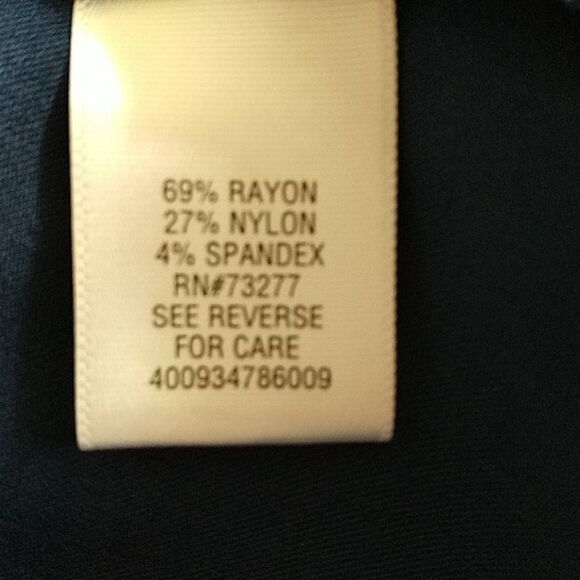 69% RAYON
27% NYLON
4% SPANDEX
RN#73277
SEE REVERSE
FOR CARE
400934786009